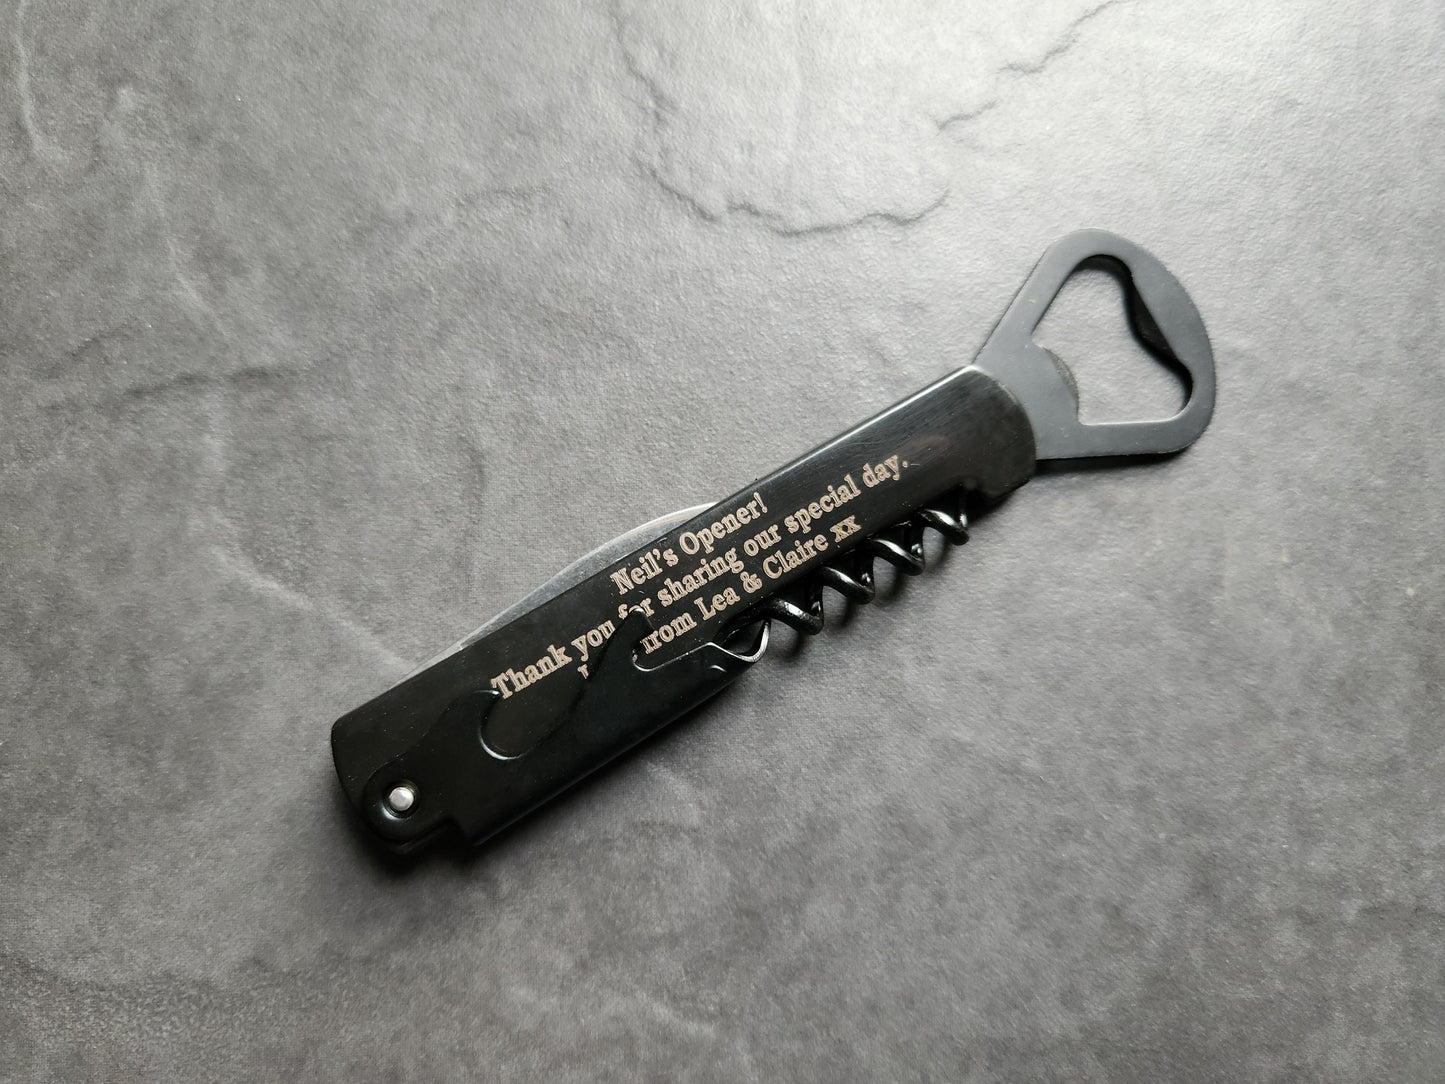 Neil's Opener!
Thank you for sharing our special day.
from Lea & Claire xx